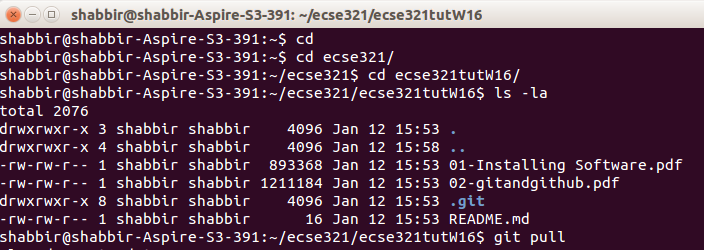 shabbir@shabbir-Aspire-S3-391: ~/ecse321/ecse321tutW16
shabbir@shabbir-Aspire-S3-391:~$ cd
shabbir@shabbir-Aspire-S3-391:~$ cd ecse321/
shabbir@shabbir-Aspire-S3-391:~/ecse321$ cd ecse321tutW16/
shabbir@shabbir-Aspire-S3-391:~/ecse321/ecse321tutW16$ ls -la
total 2076
drwxrwxr-x 3 shabbir shabbir    4096 Jan 12 15:53 .
drwxrwxr-x 4 shabbir shabbir    4096 Jan 12 15:58 ..
-rw-rw-r-- 1 shabbir shabbir  893368 Jan 12 15:53 01-Installing Software.pdf
-rw-rw-r-- 1 shabbir shabbir 1211184 Jan 12 15:53 02-gitandgithub.pdf
drwxrwxr-x 8 shabbir shabbir    4096 Jan 12 15:53 .git
-rw-rw-r-- 1 shabbir shabbir      16 Jan 12 15:53 README.md
shabbir@shabbir-Aspire-S3-391:~/ecse321/ecse321tutW16$ git pull